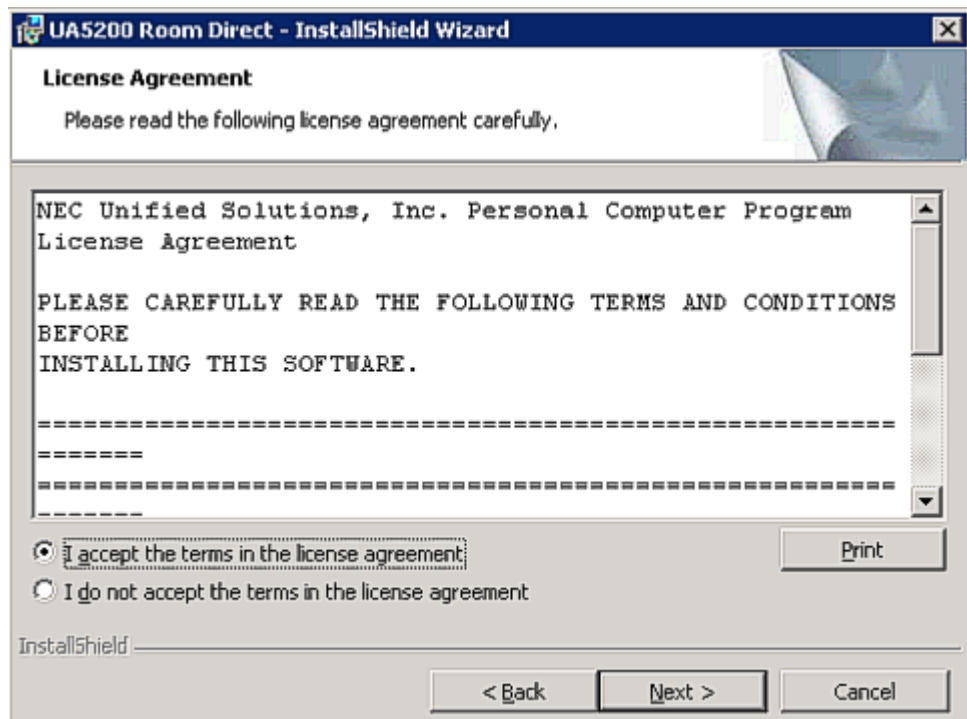 UA5200 Room Direct - InstallShield Wizard
License Agreement
Please read the following license agreement carefully.
NEC Unified Solutions, Inc. Personal Computer Program
License Agreement
PLEASE CAREFULLY READ THE FOLLOWING TERMS AND CONDITIONS
BEFORE
INSTALLING THIS SOFTWARE.
========================================================
=======
========================================================
-------
I accept the terms in the license agreement
Print
I do not accept the terms in the license agreement
InstallShield
< Back
Next >
Cancel